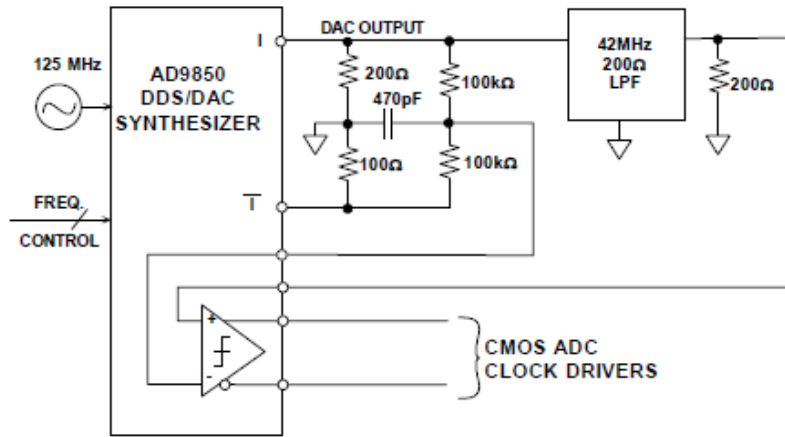 DAC OUTPUT
I
125 MHz
AD9850
DDS/DAC
SYNTHESIZER
200Ω
100kΩ
470pF
42MHz
200Ω
LPF
200Ω
100Ω
100kΩ
I
FREQ.
CONTROL
+
-
CMOS ADC
CLOCK DRIVERS